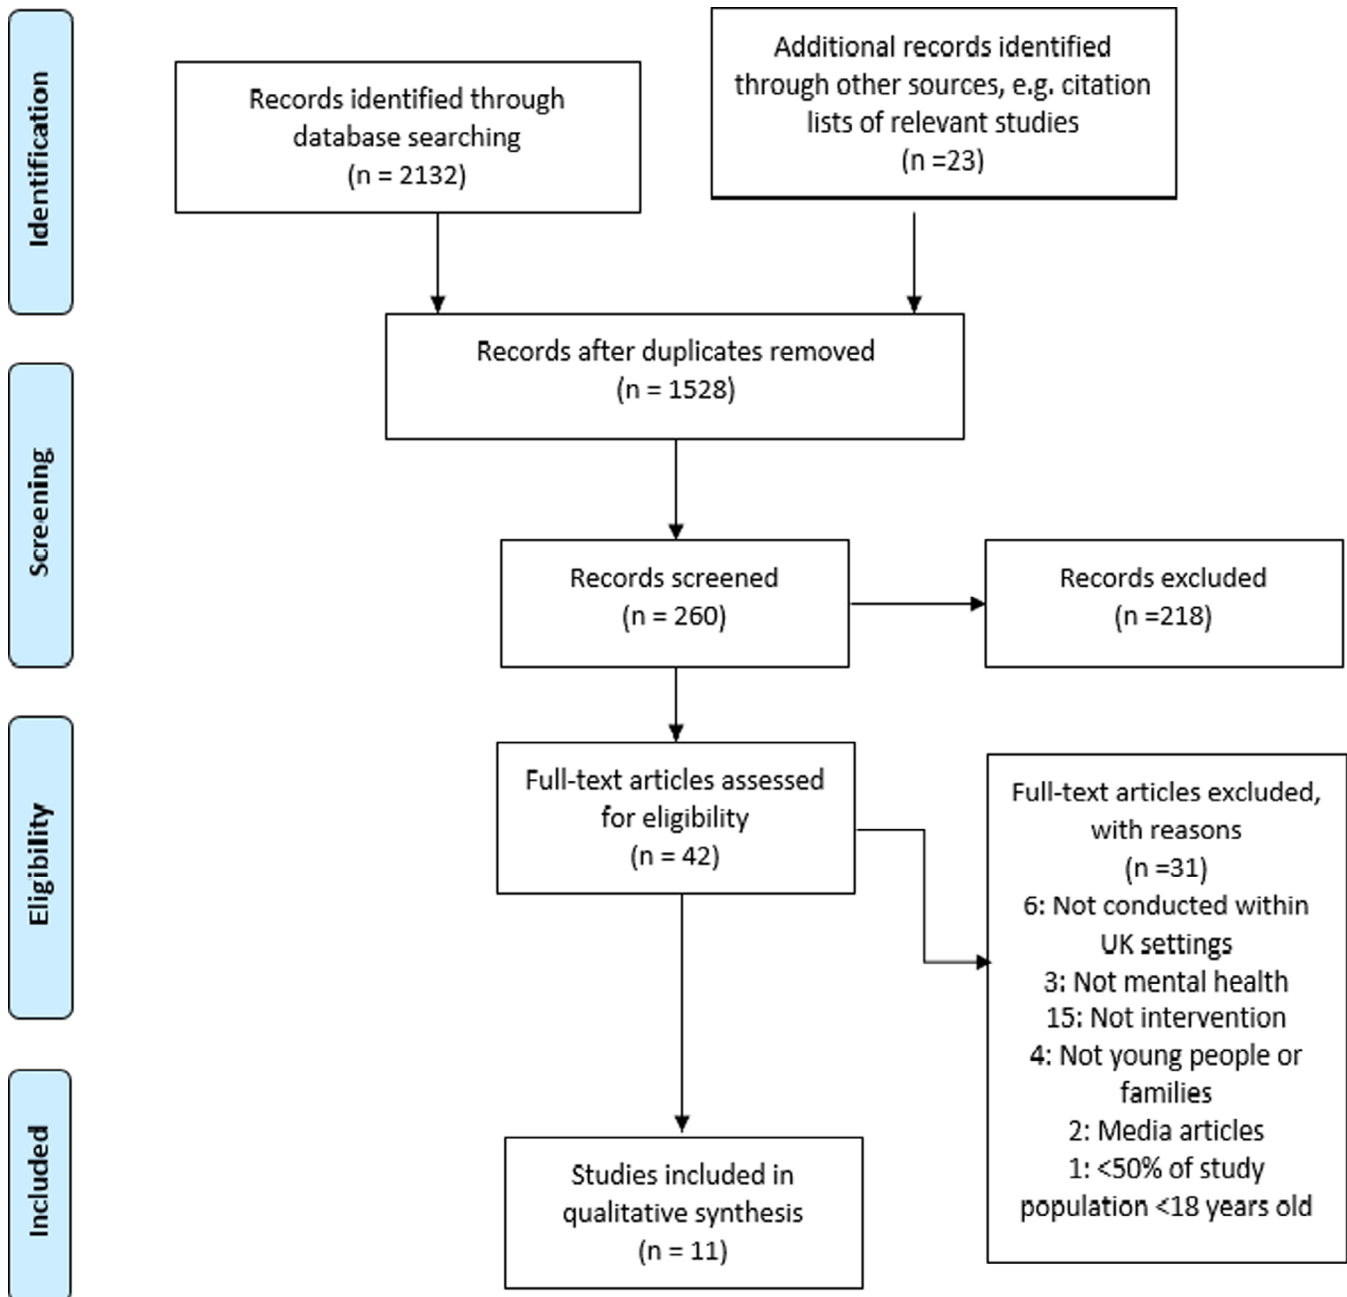 Identification
Records identified through
database searching
(n = 2132)
Additional records identified
through other sources, e.g. citation
lists of relevant studies
(n =23)
Records after duplicates removed
(n = 1528)
Screening
Records screened
(n = 260)
Records excluded
(n =218)
Eligibility
Full-text articles assessed
for eligibility
(n = 42)
Full-text articles excluded,
with reasons
(n =31)
6: Not conducted within
UK settings
3: Not mental health
15: Not intervention
4: Not young people or
families
2: Media articles
1: <50% of study
population <18 years old
Included
Studies included in
qualitative synthesis
(n = 11)